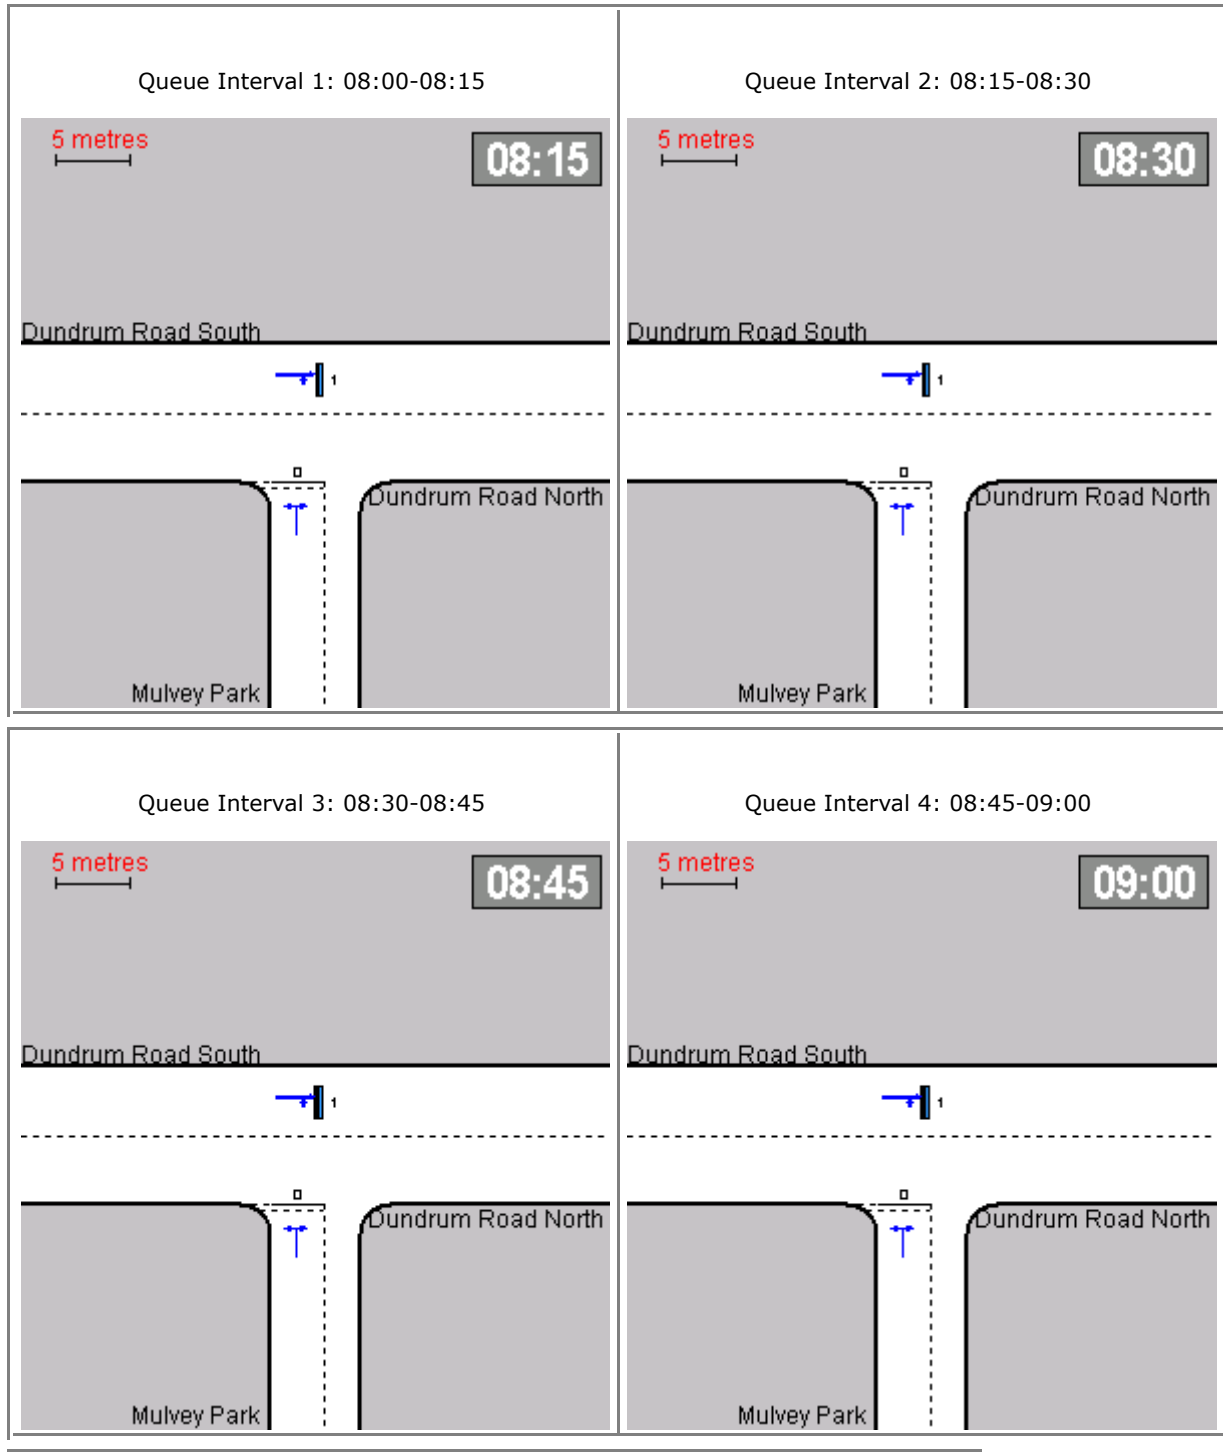 Queue Interval 1: 08:00-08:15
5 metres
08:15
Dundrum Road South
1
0
Dundrum Road North
Mulvey Park
Queue Interval 2: 08:15-08:30
5 metres
08:30
Dundrum Road South
1
0
Dundrum Road North
Mulvey Park
Queue Interval 3: 08:30-08:45
5 metres
08:45
Dundrum Road South
1
0
Dundrum Road North
Mulvey Park
Queue Interval 4: 08:45-09:00
5 metres
09:00
Dundrum Road South
1
0
Dundrum Road North
Mulvey Park